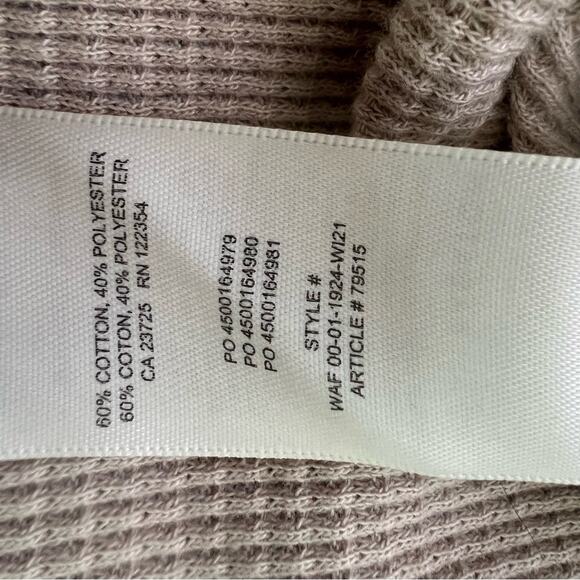 60% COTTON, 40% POLYESTER
60% COTON, 40% POLYESTER
CA 23725 RN 122354
PO 4500164979
PO 4500164980
PO 4500164981
STYLE #
WAF 00-01-1924-WI21
ARTICLE # 79515